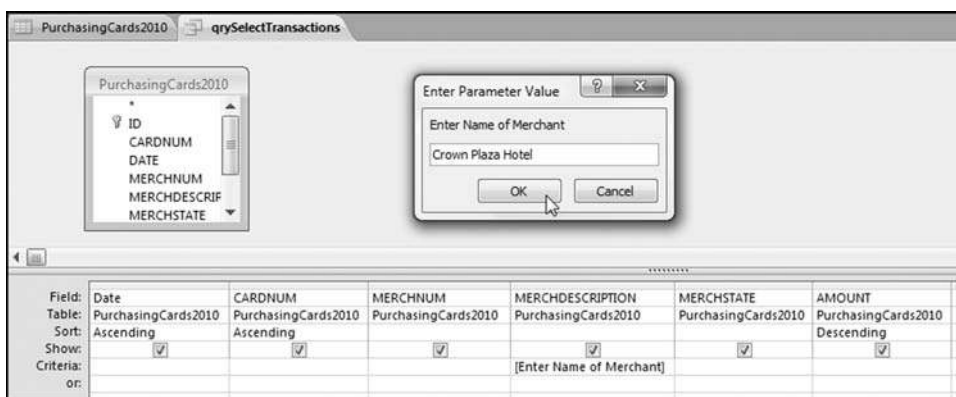 PurchasingCards2010 qrySelectTransactions
PurchasingCards2010
*
ID
CARDNUM
DATE
MERCHNUM
MERCHDESCRIP
MERCHSTATE
Enter Parameter Value ? X
Enter Name of Merchant
Crown Plaza Hotel
OK Cancel
Field: Date CARDNUM MERCHNUM MERCHDESCRIPTION MERCHSTATE AMOUNT
Table: PurchasingCards2010 PurchasingCards2010 PurchasingCards2010 PurchasingCards2010 PurchasingCards2010 PurchasingCards2010
Sort: Ascending Ascending Descending
Show:
Criteria: [Enter Name of Merchant]
or: